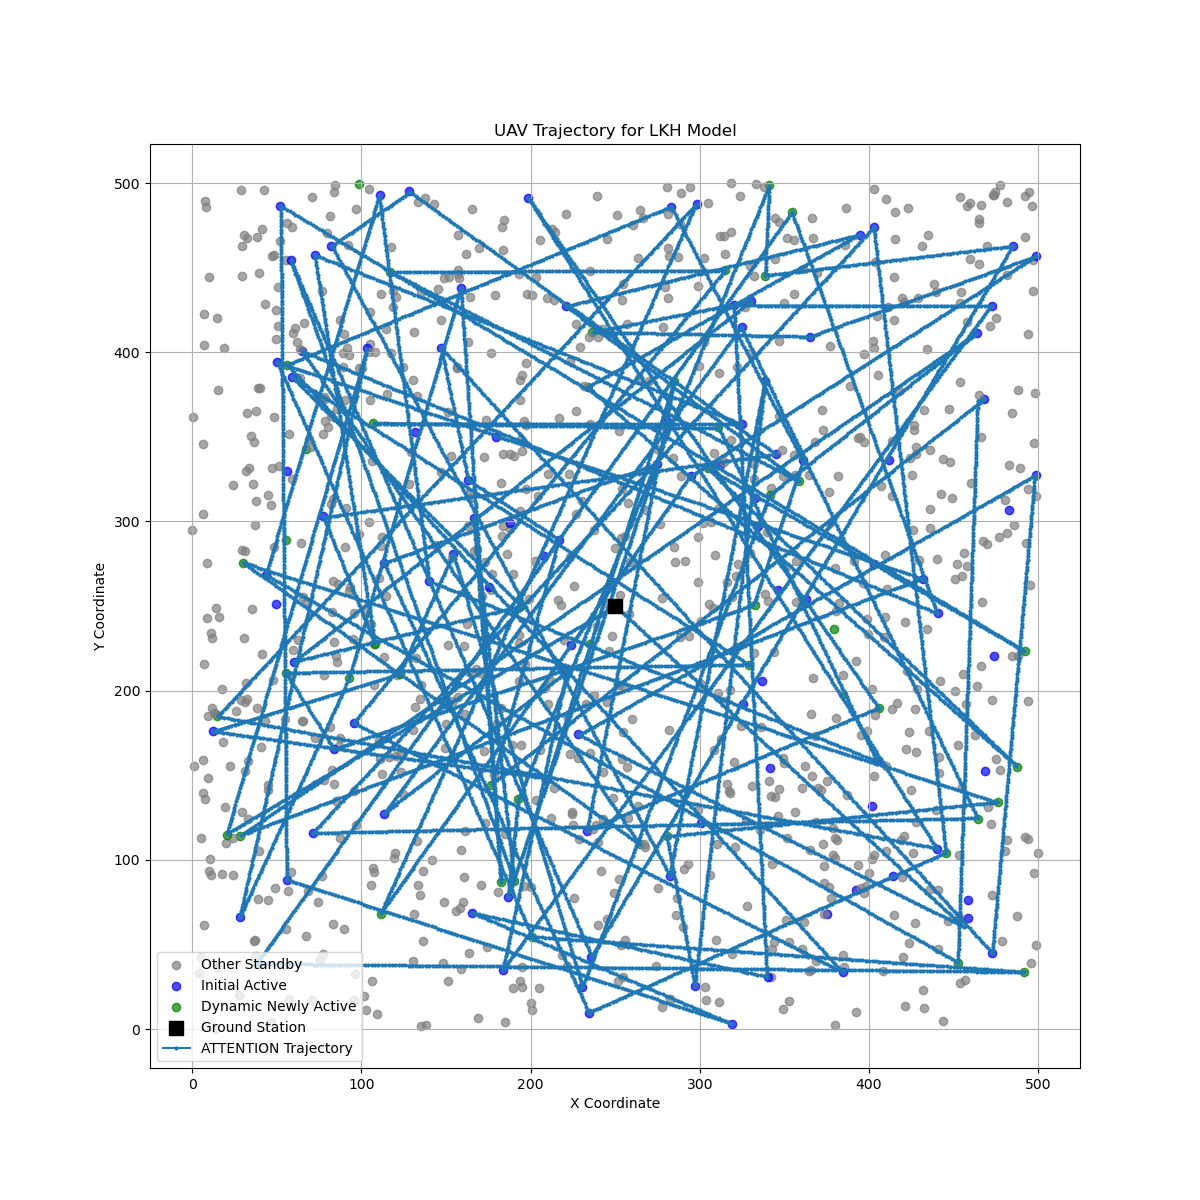 UAV Trajectory for LKH Model
500
400
300
200
100
0
Y Coordinate
Other Standby
Initial Active
Dynamic Newly Active
Ground Station
ATTENTION Trajectory
0 100 200 300 400 500
X Coordinate